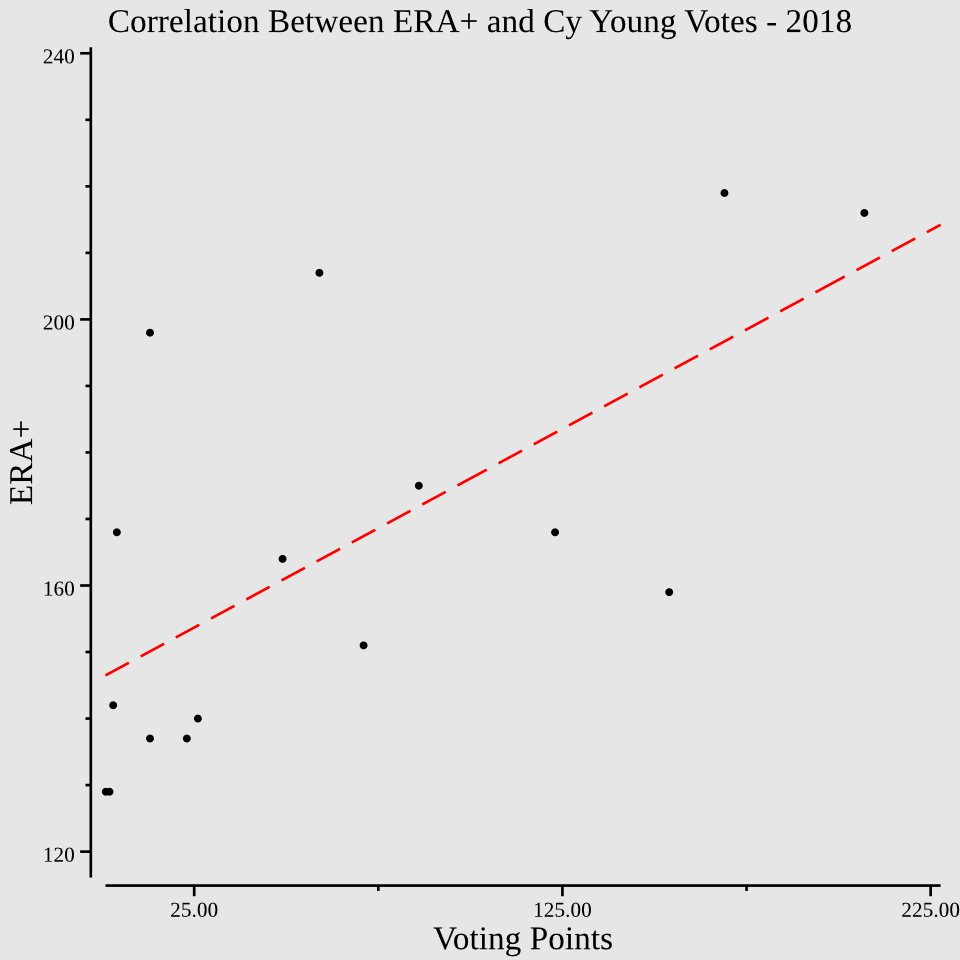 Correlation Between ERA+ and Cy Young Votes - 2018
240
200
160
120
ERA+
25.00
125.00
225.00
Voting Points